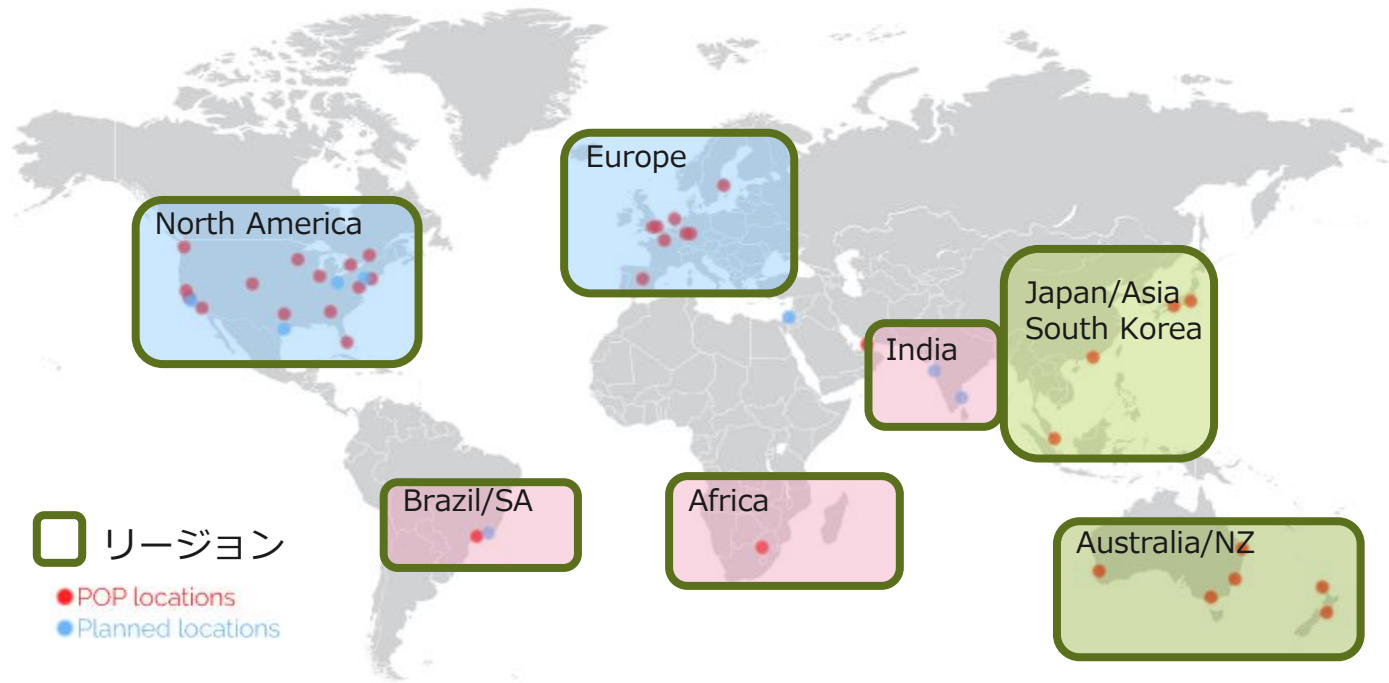 Europe
North America
Japan/Asia
South Korea
India
Brazil/SA
Africa
Australia/NZ
リージョン
POP locations
Planned locations